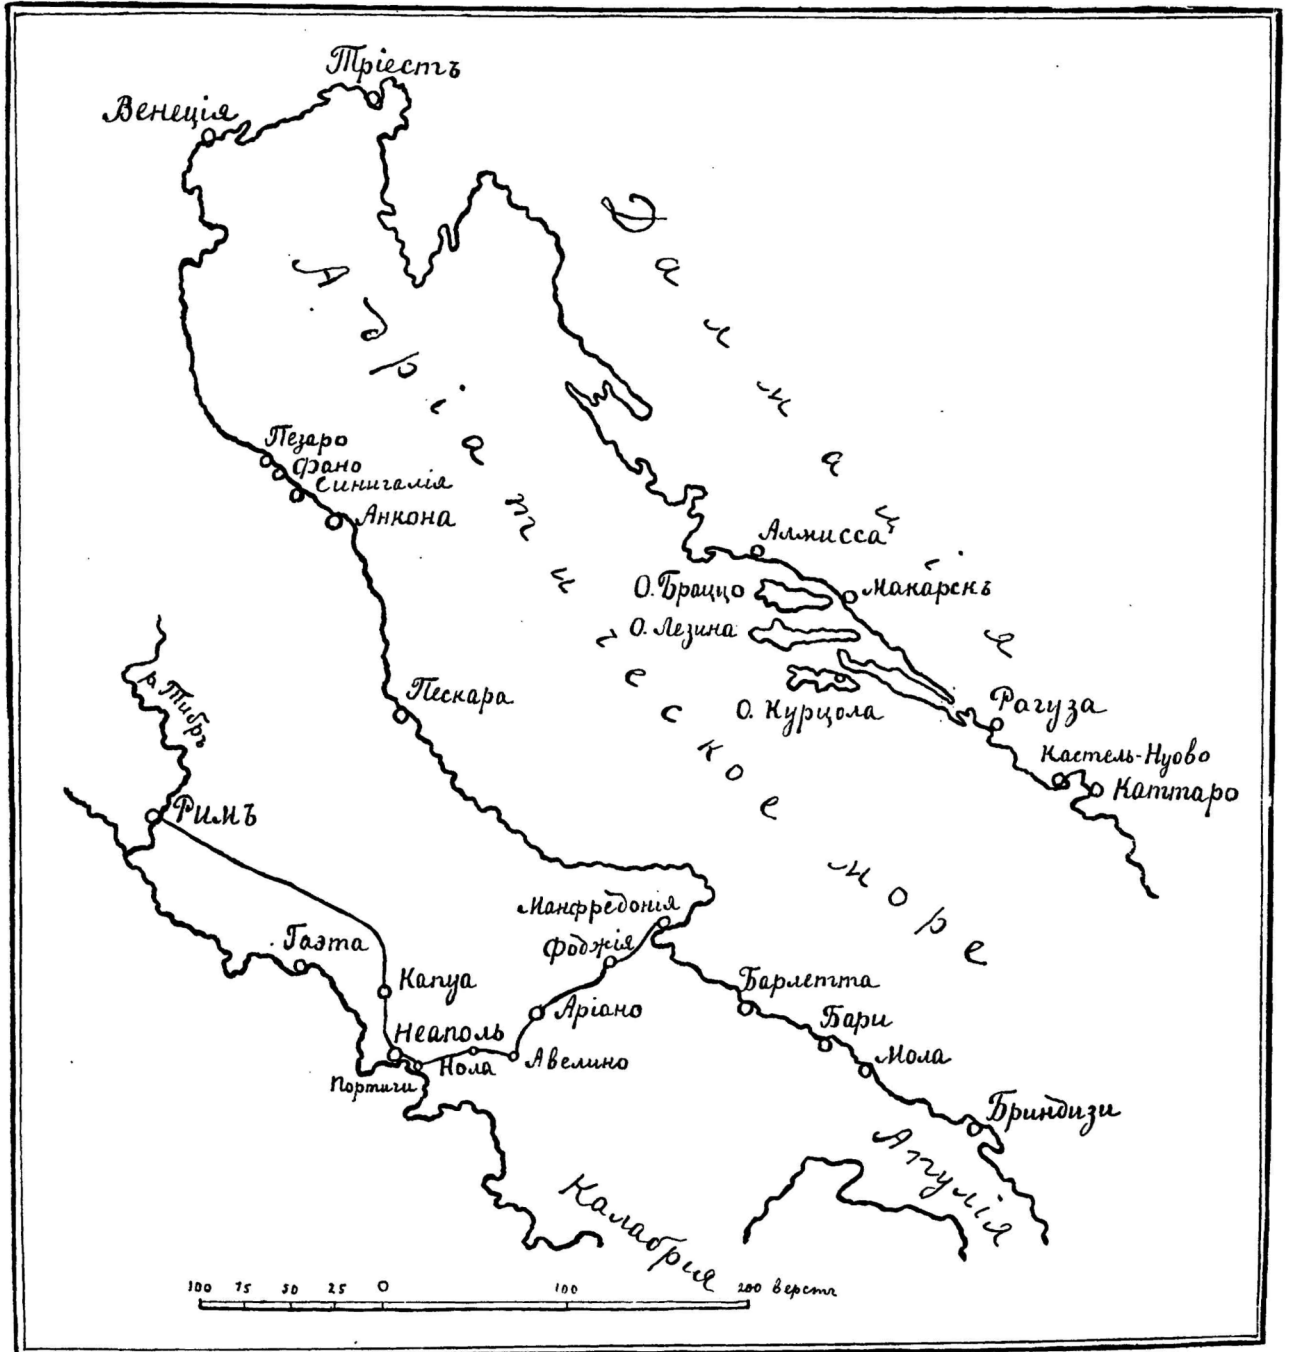 Тріестъ
Венеція
Далмація
Адріатическое море
Пезаро
Фано
Синигалія
Анкона
Алмисса
О. Браццо
Макарскъ
О. Лезина
р. Тибръ
Пескара
О. Курцола
Рагуза
Кастель-Нуово
Каттаро
Римъ
Манфредонія
Гаэта
Фоджія
Капуа
Барлетта
Аріано
Бари
Неаполь
Мола
Нола
Авелино
Портичи
Бриндизи
Апулія
Калабрия
100 75 50 25 0 100 200 верстъ